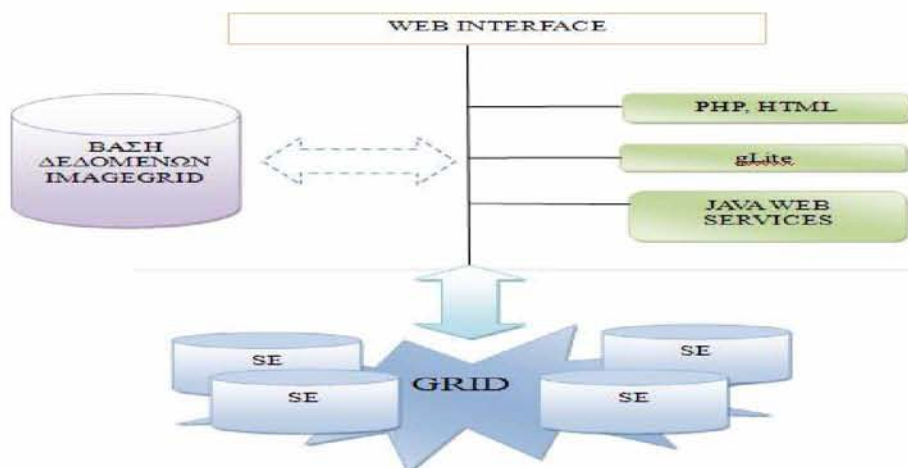 WEB INTERFACE
PHP, HTML
ΒΑΣΗ
ΔΕΔΟΜΕΝΩΝ
IMAGEGRID
gLite
JAVA WEB
SERVICES
SE
SE
GRID
SE
SE